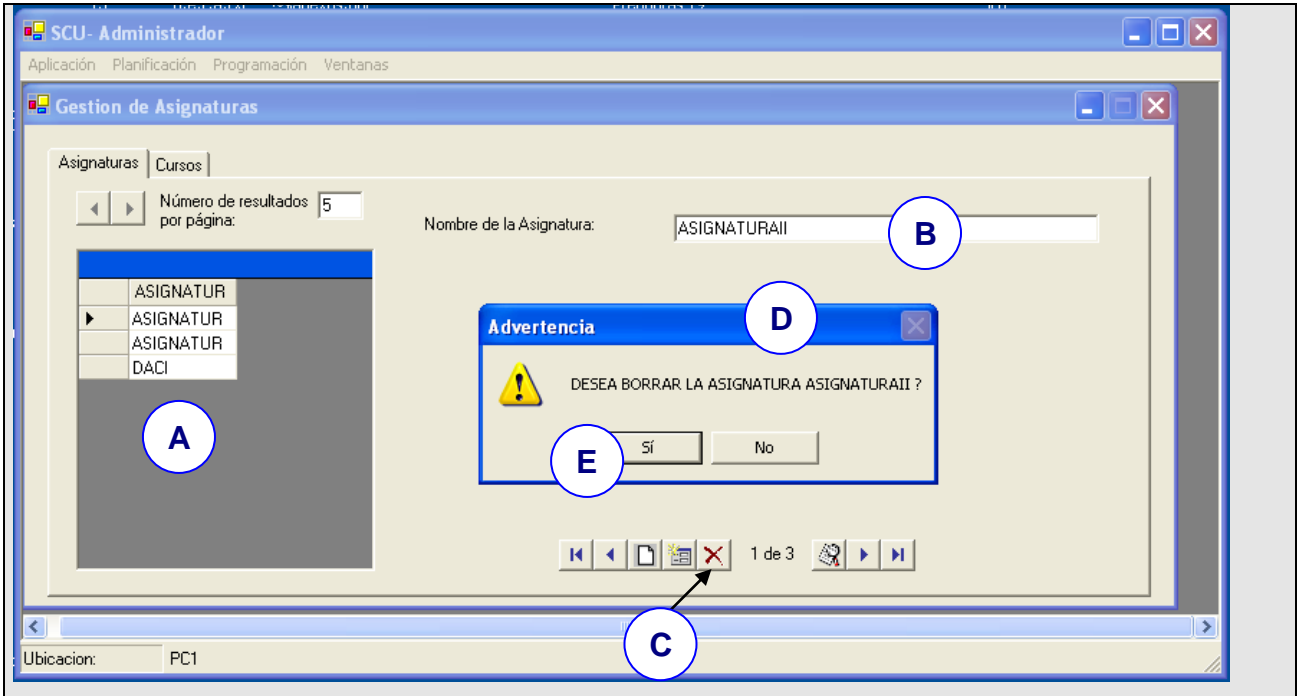 SCU- Administrador
Aplicación Planificación Programación Ventanas
Gestion de Asignaturas
Asignaturas Cursos
Número de resultados por página: 5
Nombre de la Asignatura: ASIGNATURAII
B
ASIGNATUR
ASIGNATUR
ASIGNATUR
DACI
A
Advertencia
D
DESEA BORRAR LA ASIGNATURA ASIGNATURAII ?
E
Sí No
1 de 3
C
Ubicacion: PC1